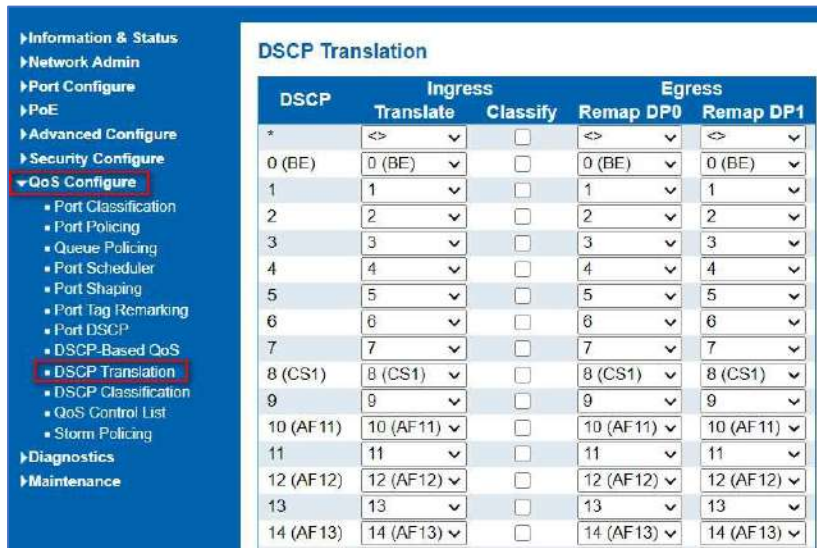 Information & Status
Network Admin
Port Configure
PoE
Advanced Configure
Security Configure
QoS Configure
Port Classification
Port Policing
Queue Policing
Port Scheduler
Port Shaping
Port Tag Remarking
Port DSCP
DSCP-Based QoS
DSCP Translation
DSCP Classification
QoS Control List
Storm Policing
Diagnostics
Maintenance
DSCP Translation
DSCP Ingress Egress
Translate Classify Remap DP0 Remap DP1
* <> <> <>
0 (BE) 0 (BE) 0 (BE) 0 (BE)
1 1 1 1
2 2 2 2
3 3 3 3
4 4 4 4
5 5 5 5
6 6 6 6
7 7 7 7
8 (CS1) 8 (CS1) 8 (CS1) 8 (CS1)
9 9 9 9
10 (AF11) 10 (AF11) 10 (AF11) 10 (AF11)
11 11 11 11
12 (AF12) 12 (AF12) 12 (AF12) 12 (AF12)
13 13 13 13
14 (AF13) 14 (AF13) 14 (AF13) 14 (AF13)